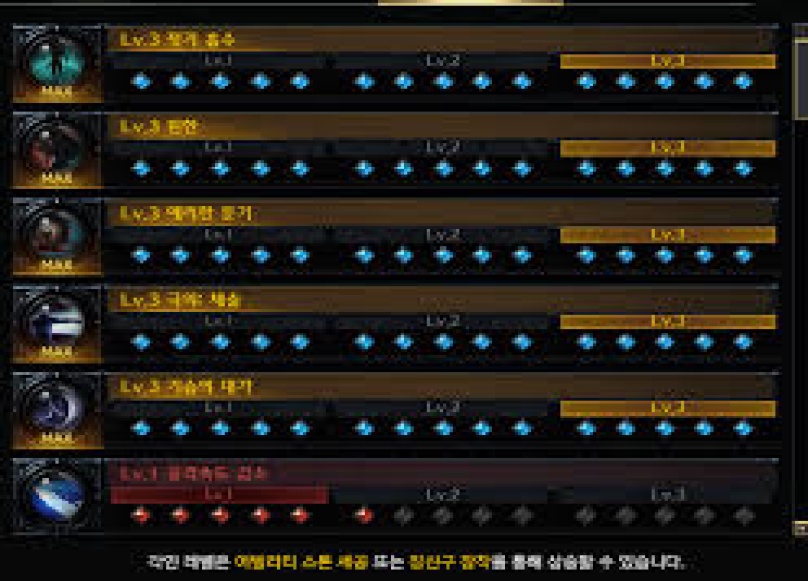 Lv.3 정기 흡수
Lv.1 Lv.2 Lv.3
MAX
Lv.3 원한
Lv.1 Lv.2 Lv.3
MAX
Lv.3 예리한 둔기
Lv.1 Lv.2 Lv.3
MAX
Lv.3 극의: 체술
Lv.1 Lv.2 Lv.3
MAX
Lv.3 기습의 대가
Lv.1 Lv.2 Lv.3
MAX
Lv.1 공격속도 감소
Lv.1 Lv.2 Lv.3
각인 레벨은 어빌리티 스톤 세공 또는 장신구 장착을 통해 상승할 수 있습니다.